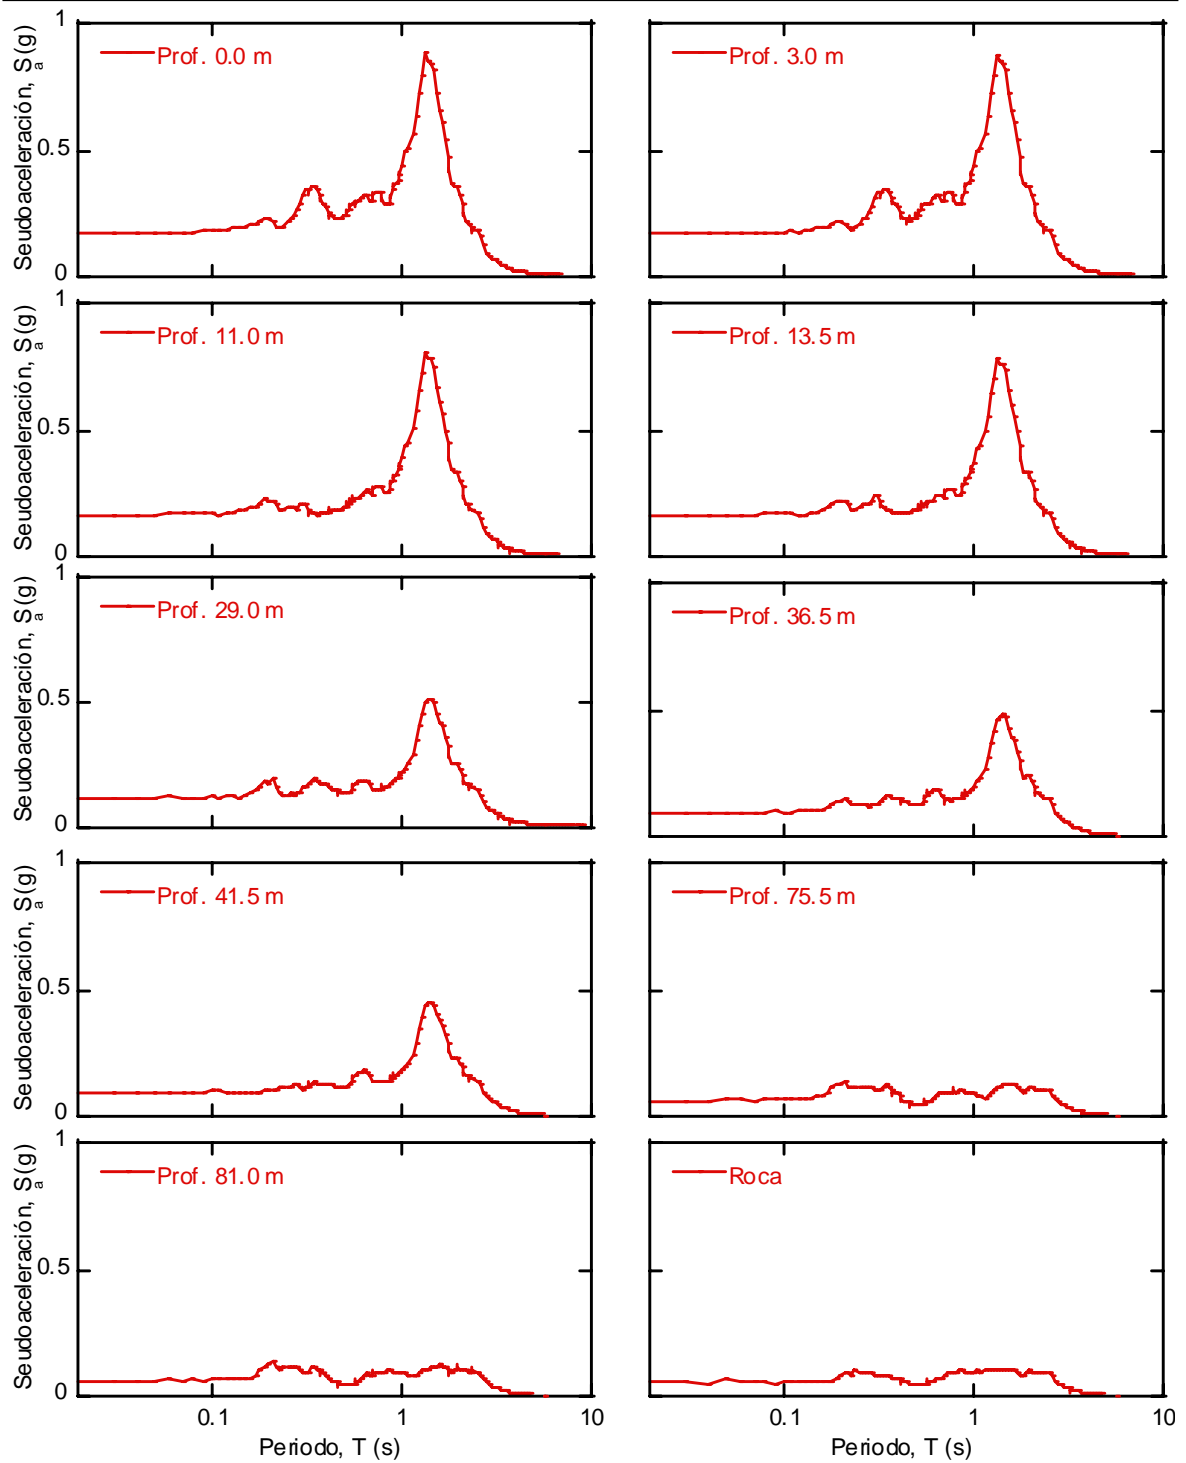 1
Prof. 0.0 m
0.5
0
Seudoaceleración, Sa(g)
Prof. 3.0 m
1
Prof. 11.0 m
0.5
0
Seudoaceleración, Sa(g)
Prof. 13.5 m
1
Prof. 29.0 m
0.5
0
Seudoaceleración, Sa(g)
Prof. 36.5 m
1
Prof. 41.5 m
0.5
0
Seudoaceleración, Sa(g)
Prof. 75.5 m
1
Prof. 81.0 m
0.5
0
Seudoaceleración, Sa(g)
0.1 1 10
Periodo, T (s)
Roca
0.1 1 10
Periodo, T (s)